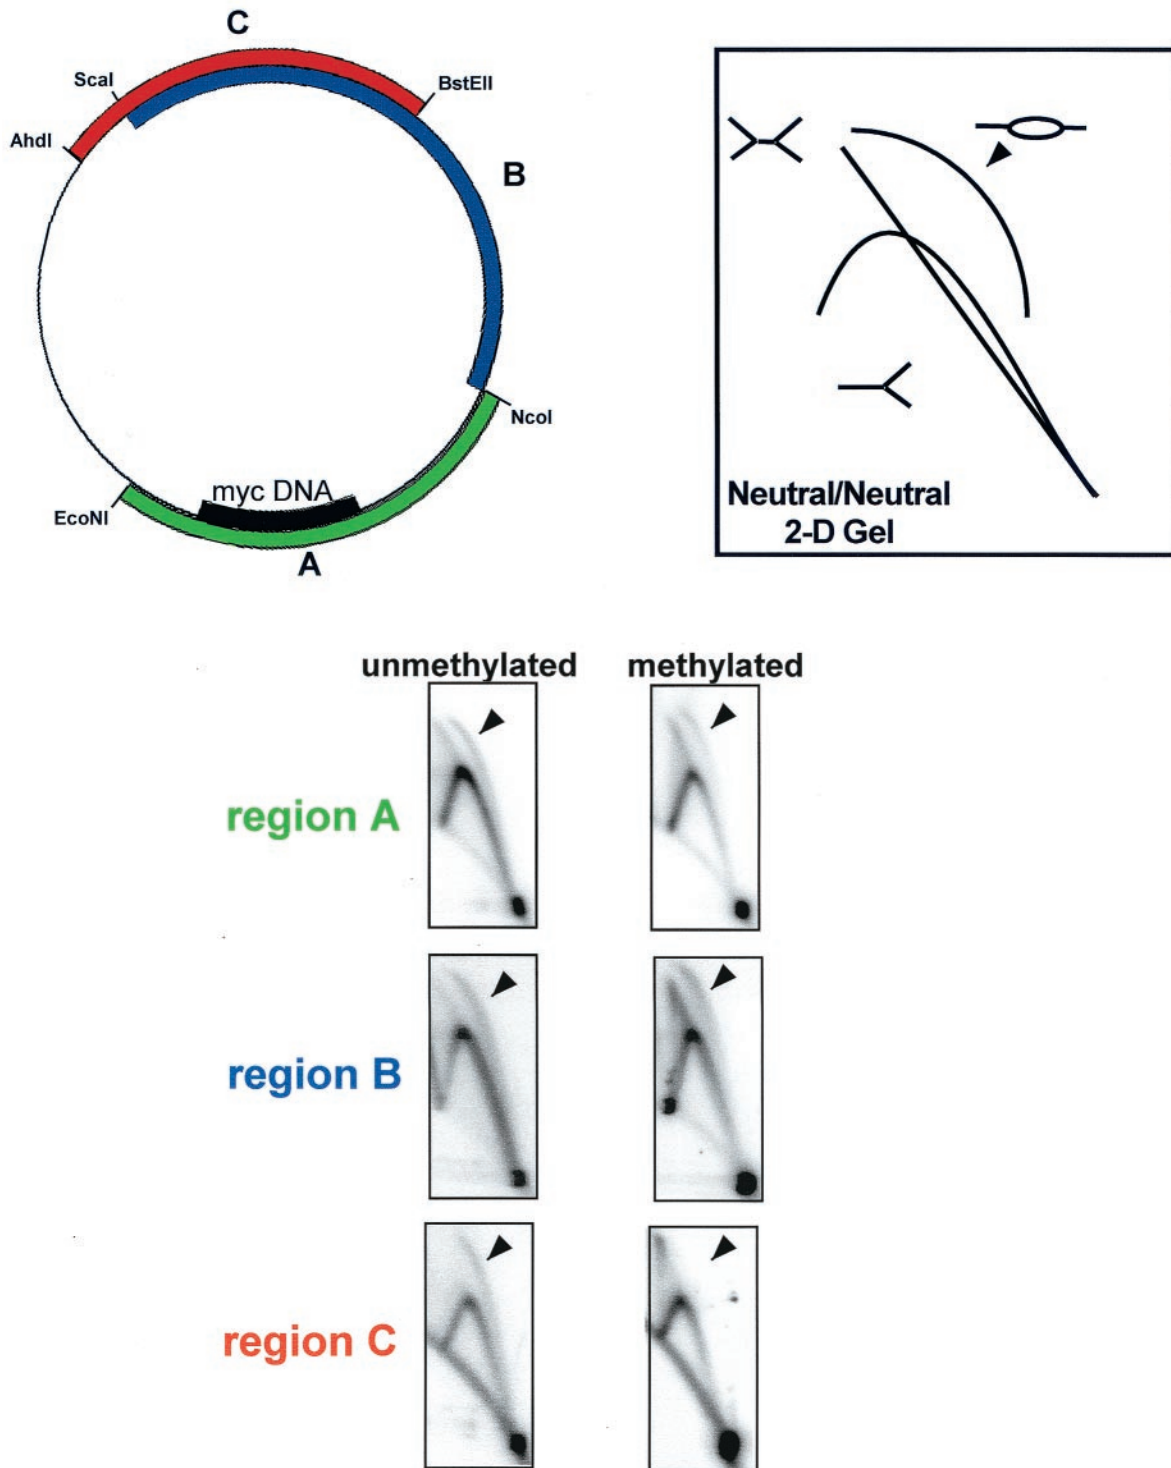 C
ScaI
BstEII
AhdI
B
NcoI
myc DNA
EcoNI
A
Neutral/Neutral
2-D Gel
unmethylated methylated
region A
region B
region C